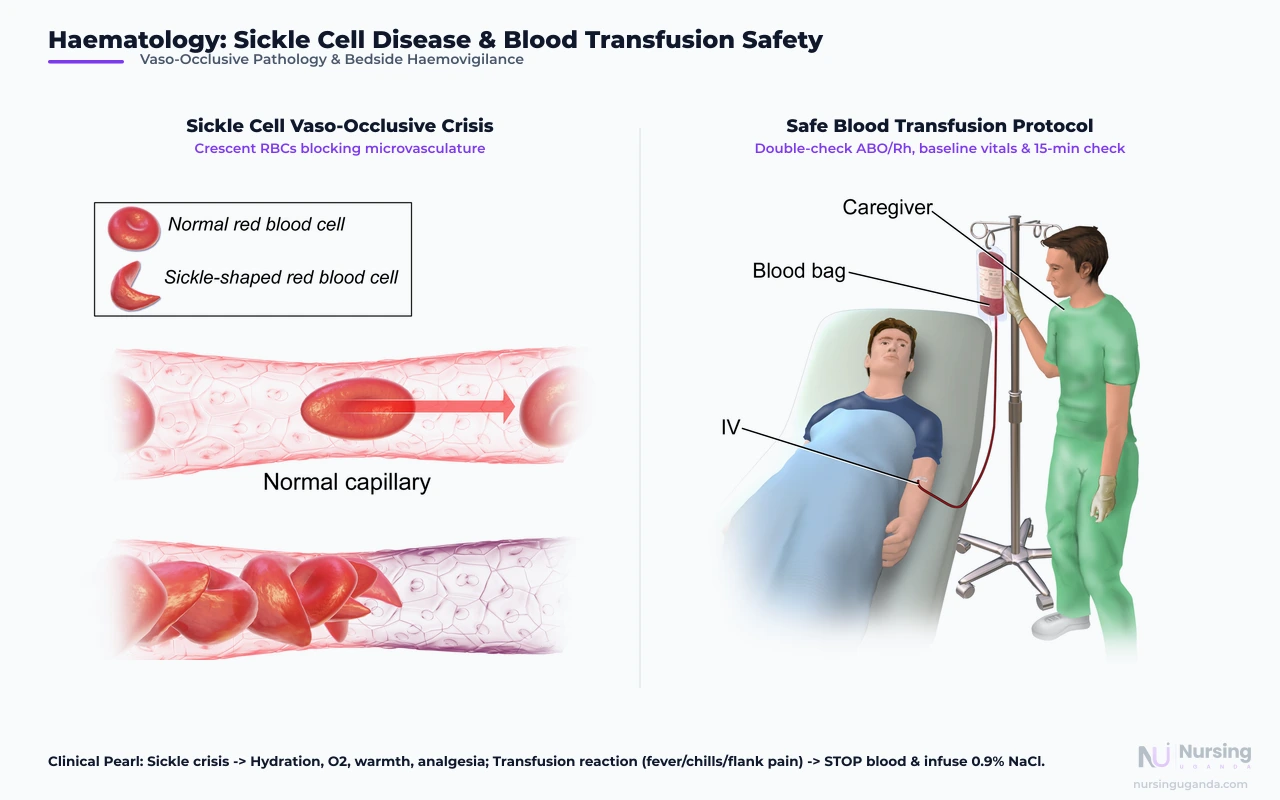 Haematology: Sickle Cell Disease & Blood Transfusion Safety
Vaso-Occlusive Pathology & Bedside Haemovigilance
Sickle Cell Vaso-Occlusive Crisis
Crescent RBCs blocking microvasculature
Normal red blood cell
Sickle-shaped red blood cell
Normal capillary
Safe Blood Transfusion Protocol
Double-check ABO/Rh, baseline vitals & 15-min check
Caregiver
Blood bag
IV
Clinical Pearl: Sickle crisis -> Hydration, O2, warmth, analgesia; Transfusion reaction (fever/chills/flank pain) -> STOP blood & infuse 0.9% NaCl.
NU Nursing
UGANDA
nursinguganda.com